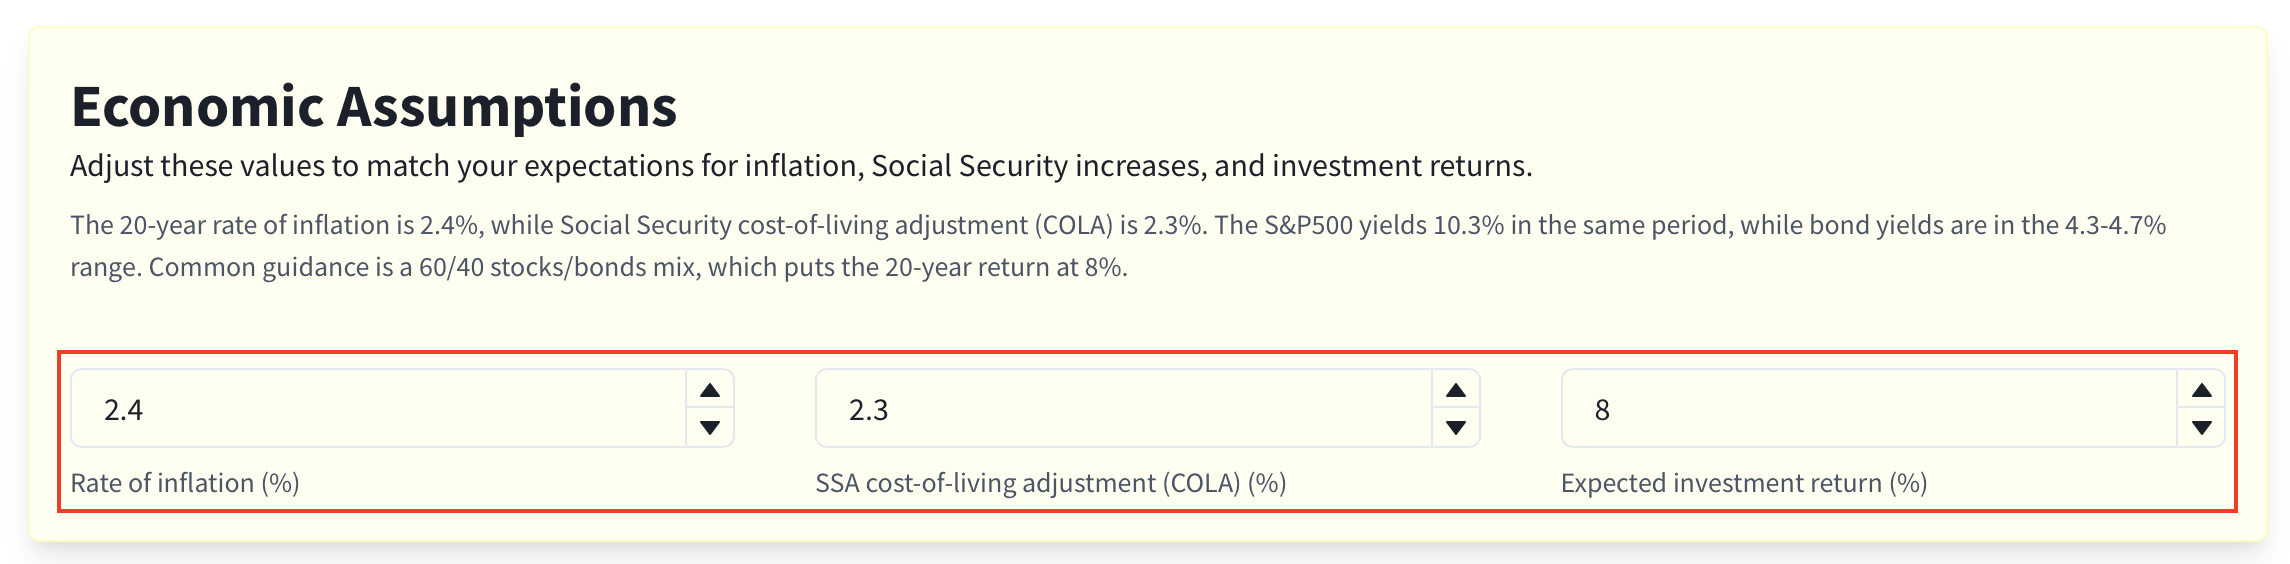 Economic Assumptions
Adjust these values to match your expectations for inflation, Social Security increases, and investment returns.
The 20-year rate of inflation is 2.4%, while Social Security cost-of-living adjustment (COLA) is 2.3%. The S&P500 yields 10.3% in the same period, while bond yields are in the 4.3-4.7%
range. Common guidance is a 60/40 stocks/bonds mix, which puts the 20-year return at 8%.
2.4
2.3
8
Rate of inflation (%)
SSA cost-of-living adjustment (COLA) (%)
Expected investment return (%)